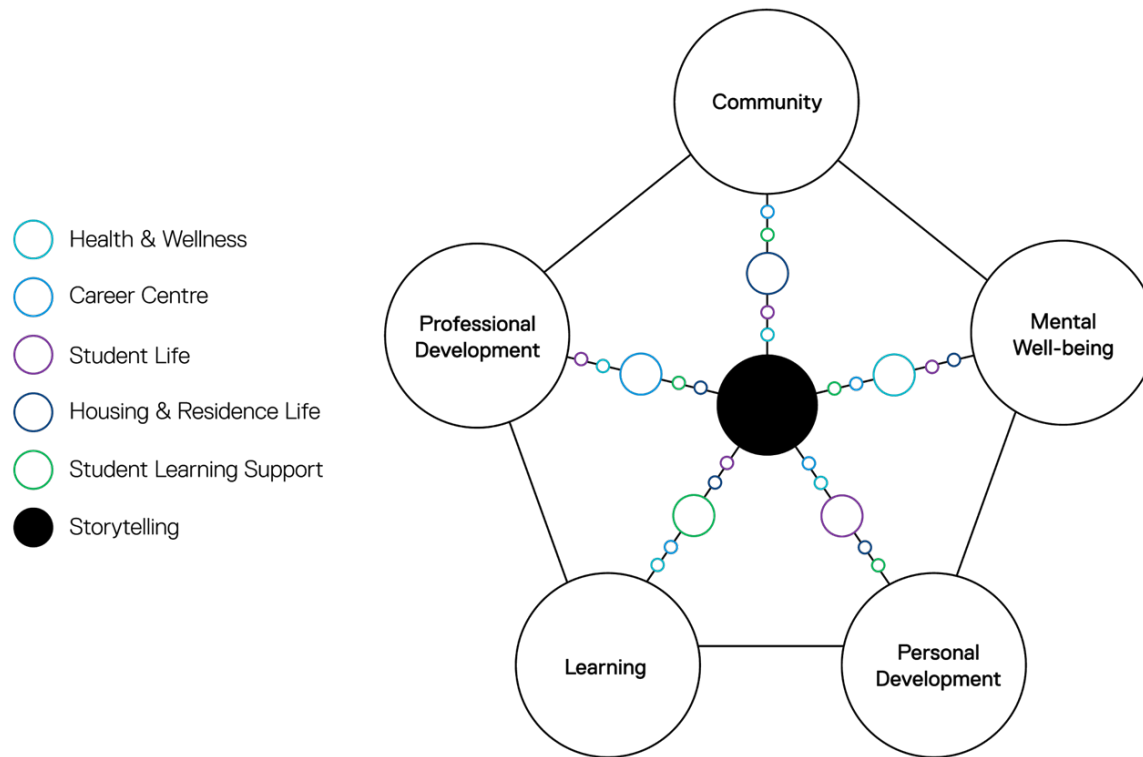 Health & Wellness
Career Centre
Student Life
Housing & Residence Life
Student Learning Support
Storytelling
Community
Professional
Development
Mental
Well-being
Learning
Personal
Development